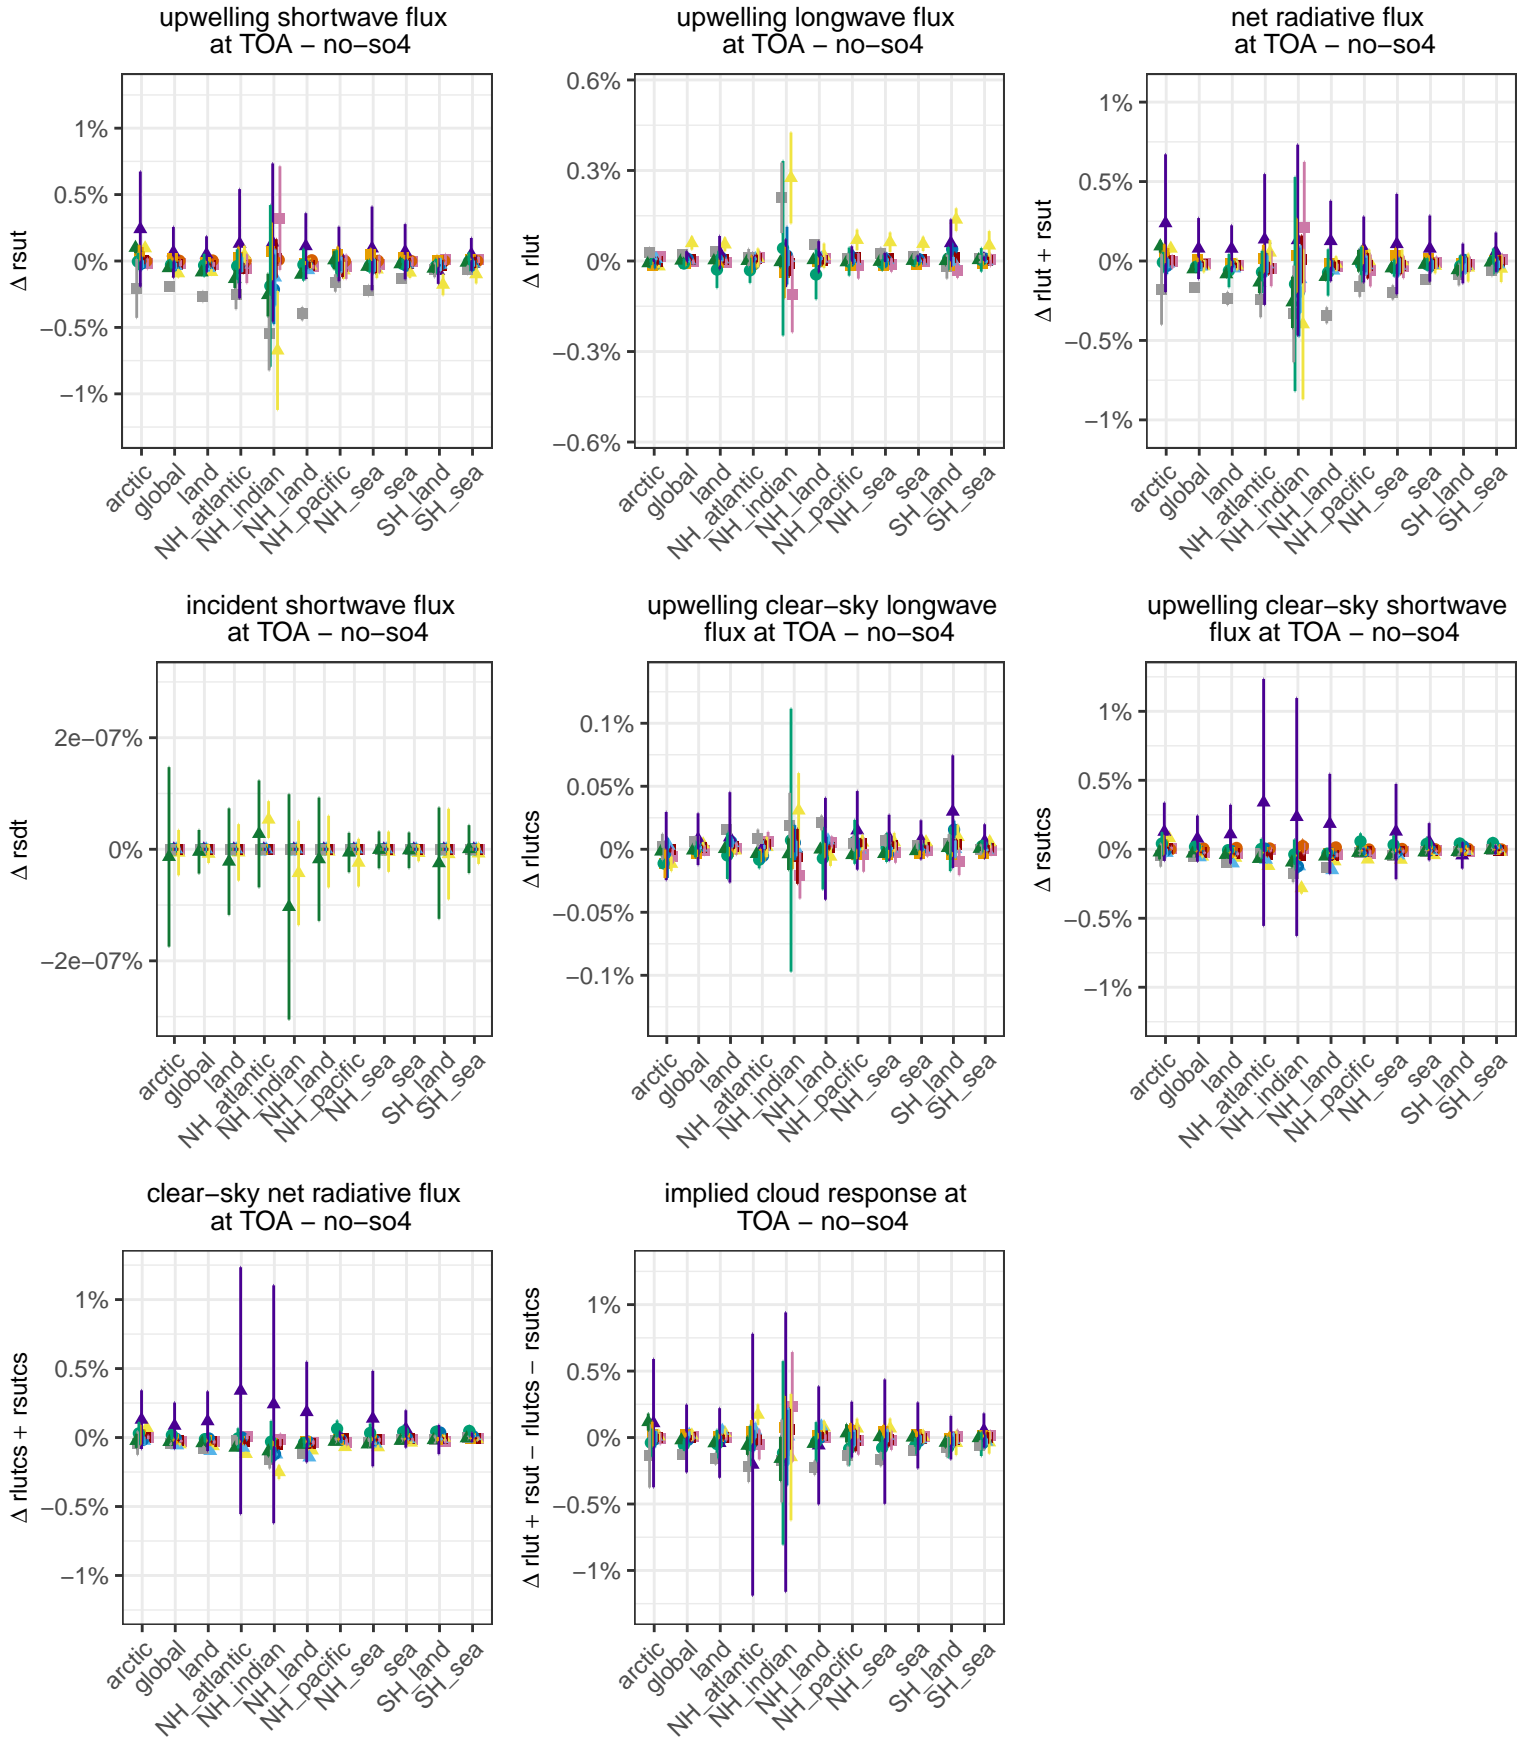 upwelling shortwave flux
at TOA − no−so4
Δ rsut
1%
0.5%
0%
−0.5%
−1%
arctic
global
land
NH_atlantic
NH_indian
NH_land
NH_pacific
NH_sea
sea
SH_land
SH_sea
upwelling longwave flux
at TOA − no−so4
Δ rlut
0.6%
0.3%
0%
−0.3%
−0.6%
arctic
global
land
NH_atlantic
NH_indian
NH_land
NH_pacific
NH_sea
sea
SH_land
SH_sea
net radiative flux
at TOA − no−so4
Δ rlut + rsut
1%
0.5%
0%
−0.5%
−1%
arctic
global
land
NH_atlantic
NH_indian
NH_land
NH_pacific
NH_sea
sea
SH_land
SH_sea
incident shortwave flux
at TOA − no−so4
Δ rsdt
2e−07%
0%
−2e−07%
arctic
global
land
NH_atlantic
NH_indian
NH_land
NH_pacific
NH_sea
sea
SH_land
SH_sea
upwelling clear−sky longwave
flux at TOA − no−so4
Δ rlutcs
0.1%
0.05%
0%
−0.05%
−0.1%
arctic
global
land
NH_atlantic
NH_indian
NH_land
NH_pacific
NH_sea
sea
SH_land
SH_sea
upwelling clear−sky shortwave
flux at TOA − no−so4
Δ rsutcs
1%
0.5%
0%
−0.5%
−1%
arctic
global
land
NH_atlantic
NH_indian
NH_land
NH_pacific
NH_sea
sea
SH_land
SH_sea
clear−sky net radiative flux
at TOA − no−so4
Δ rlutcs + rsutcs
1%
0.5%
0%
−0.5%
−1%
arctic
global
land
NH_atlantic
NH_indian
NH_land
NH_pacific
NH_sea
sea
SH_land
SH_sea
implied cloud response at
TOA − no−so4
Δ rlut + rsut − rlutcs − rsutcs
1%
0.5%
0%
−0.5%
−1%
arctic
global
land
NH_atlantic
NH_indian
NH_land
NH_pacific
NH_sea
sea
SH_land
SH_sea